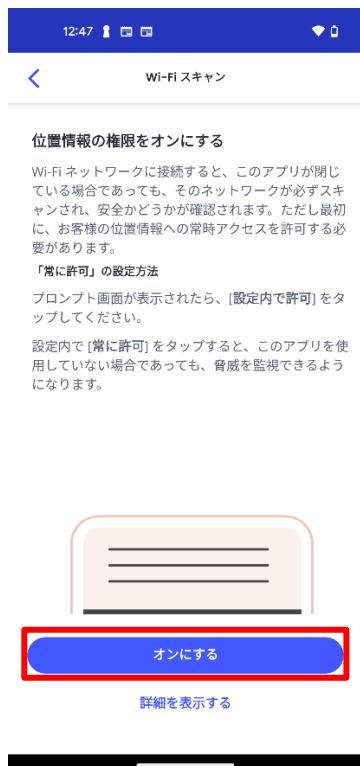 12:47
Wi-Fi スキャン
位置情報の権限をオンにする
Wi-Fi ネットワークに接続すると、このアプリが閉じ
ている場合であっても、そのネットワークが必ずスキ
ャンされ、安全かどうかが確認されます。ただし最初
に、お客様の位置情報への常時アクセスを許可する必
要があります。
「常に許可」の設定方法
プロンプト画面が表示されたら、[設定内で許可] をタ
ップしてください。
設定内で [常に許可] をタップすると、このアプリを使
用していない場合であっても、脅威を監視できるよう
になります。
オンにする
詳細を表示する